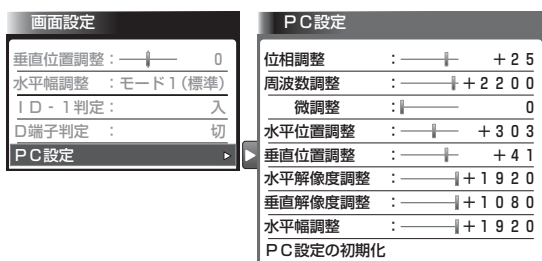 画面設定
垂直位置調整： 0
水平幅調整 ：モード1(標準)
ID-1判定： 入
D端子判定 ： 切
PC設定
PC設定
位相調整 ： +25
周波数調整 ： +2200
微調整 ： 0
水平位置調整 ： +303
垂直位置調整 ： +41
水平解像度調整 ： +1920
垂直解像度調整 ： +1080
水平幅調整 ： +1920
PC設定の初期化